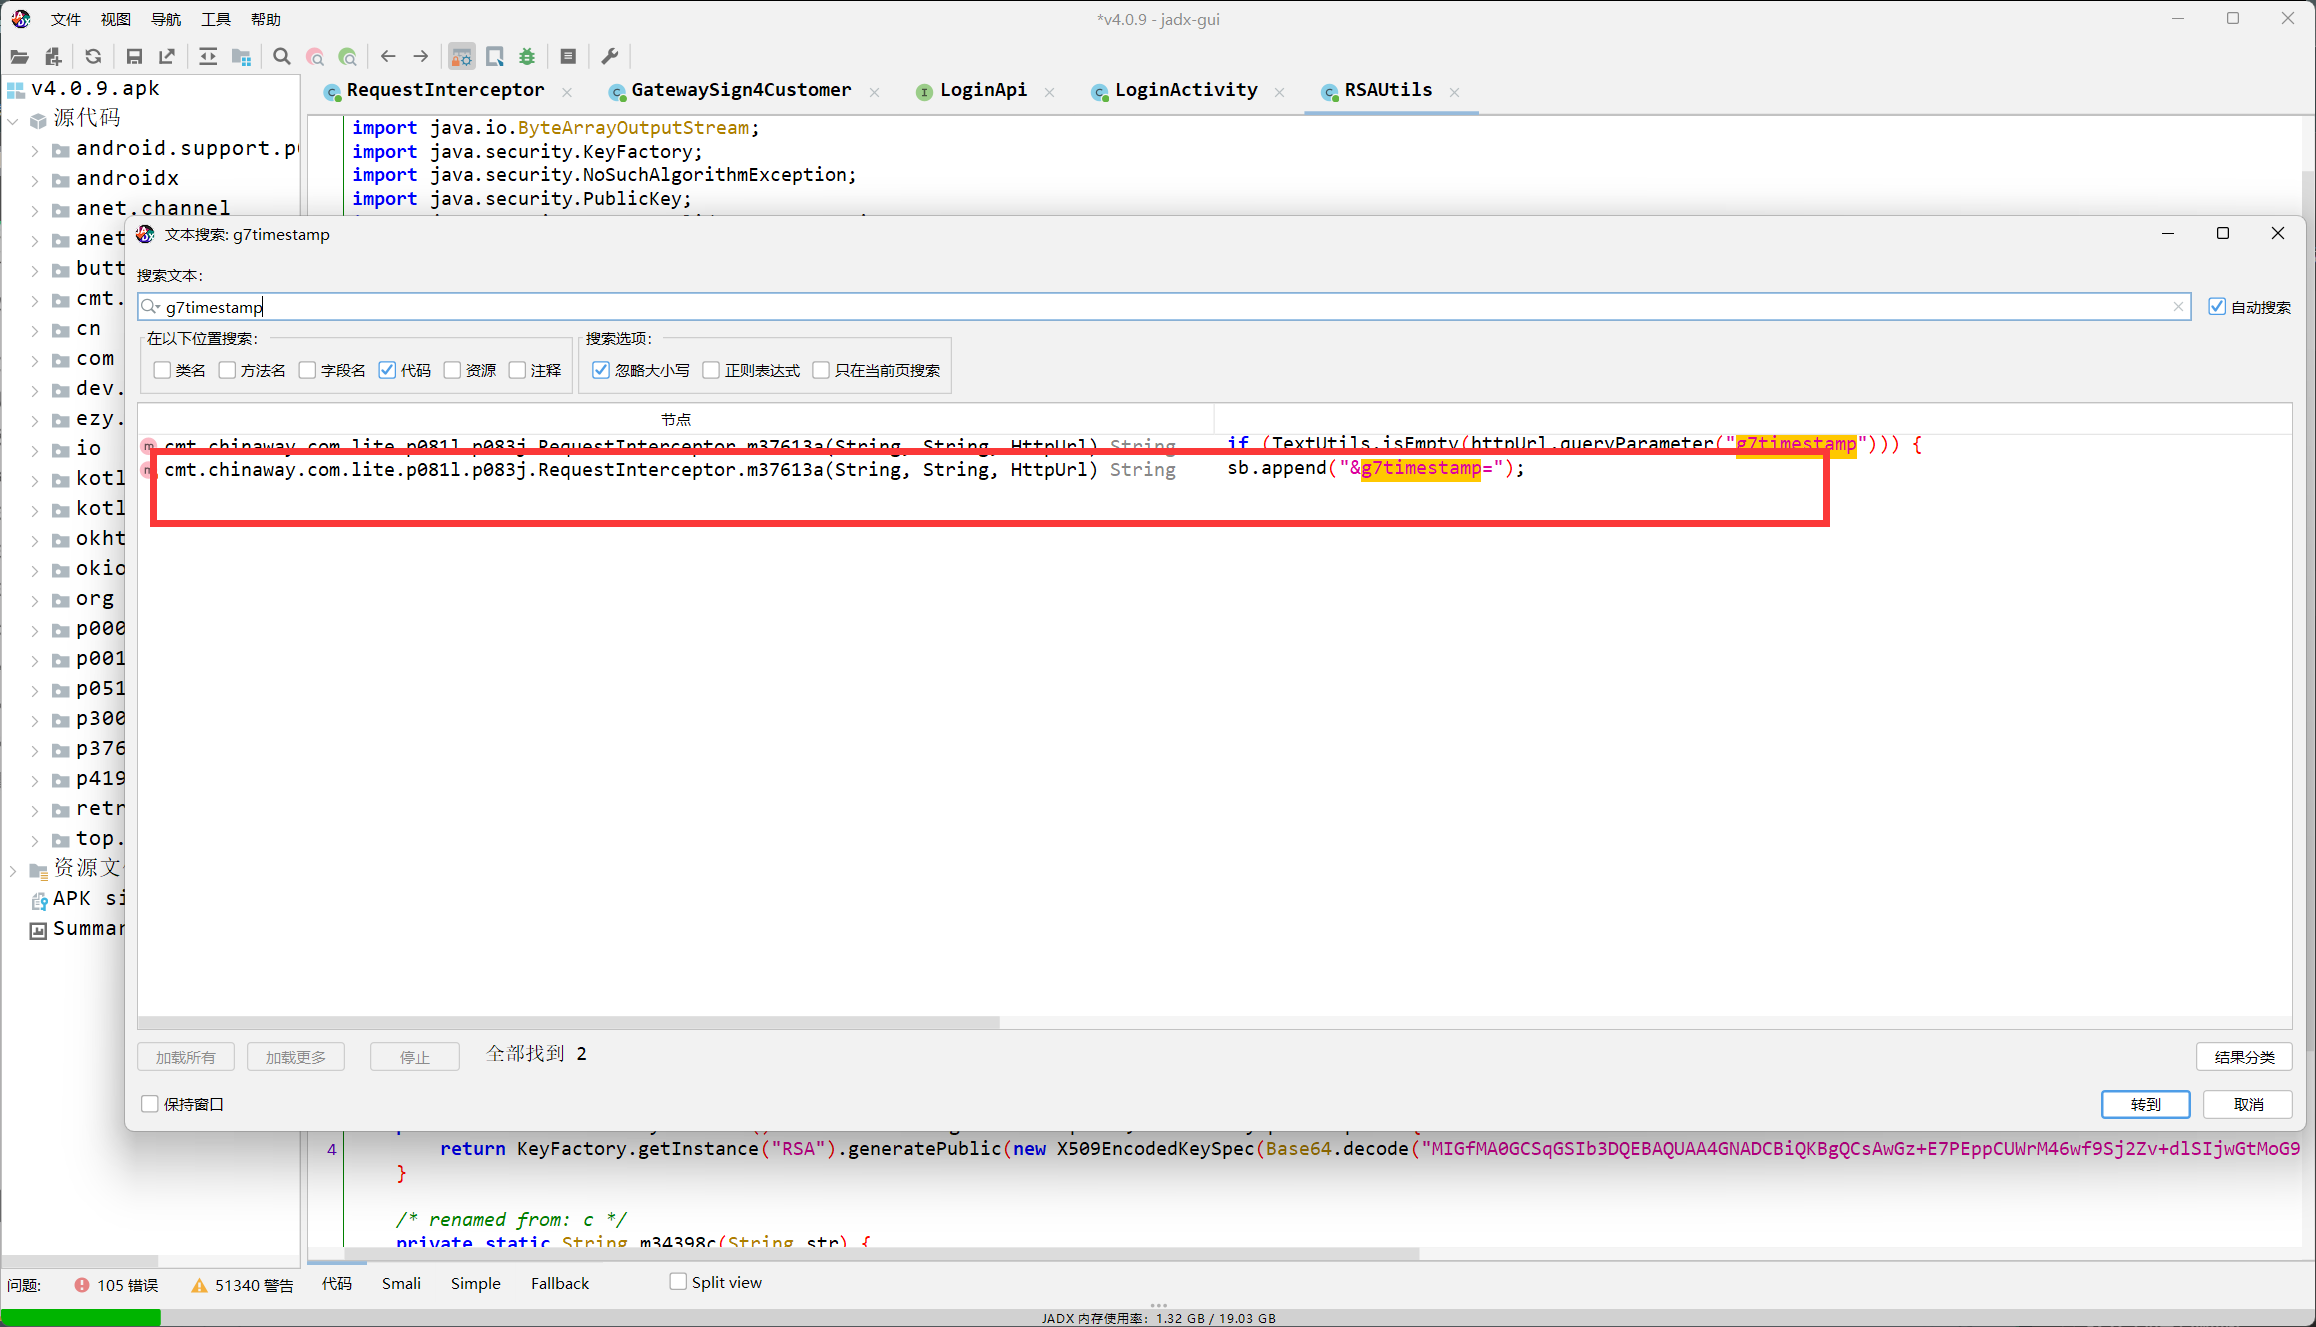 文件 视图 导航 工具 帮助
*v4.0.9 - jadx-gui
v4.0.9.apk
源代码
android.support.p
androidx
anet.channel
anet
butt
cmt.
cn
com
dev.
ezy.
io
kotl
kotl
okht
okio
org
p000
p001
p051
p300
p376
p419
retr
top.
资源文
APK si
Summar
RequestInterceptor GatewaySign4Customer LoginApi LoginActivity RSAUtils
import java.io.ByteArrayOutputStream;
import java.security.KeyFactory;
import java.security.NoSuchAlgorithmException;
import java.security.PublicKey;
文本搜索: g7timestamp
搜索文本:
g7timestamp
自动搜索
在以下位置搜索:
类名 方法名 字段名 代码 资源 注释
搜索选项:
忽略大小写 正则表达式 只在当前页搜索
节点
cmt.chinaway.com.lite.p081l.p083j.RequestInterceptor.m37613a(String, String, HttpUrl) String if (TextUtils.isEmpty(httpUrl.queryParameter("g7timestamp"))) {
cmt.chinaway.com.lite.p081l.p083j.RequestInterceptor.m37613a(String, String, HttpUrl) String sb.append("&g7timestamp=");
加载所有 加载更多 停止 全部找到 2
结果分类
保持窗口
转到 取消
4 return KeyFactory.getInstance("RSA").generatePublic(new X509EncodedKeySpec(Base64.decode("MIGfMA0GCSqGSIb3DQEBAQUAA4GNADCBiQKBgQCsAwGz+E7PEppCUWrM46wf9Sj2Zv+dlSIjwGtMoG9
}
/* renamed from: c */
private static String m34398c(String str) {
代码 Smali Simple Fallback Split view
问题: 105 错误 51340 警告
JADX 内存使用率: 1.32 GB / 19.03 GB